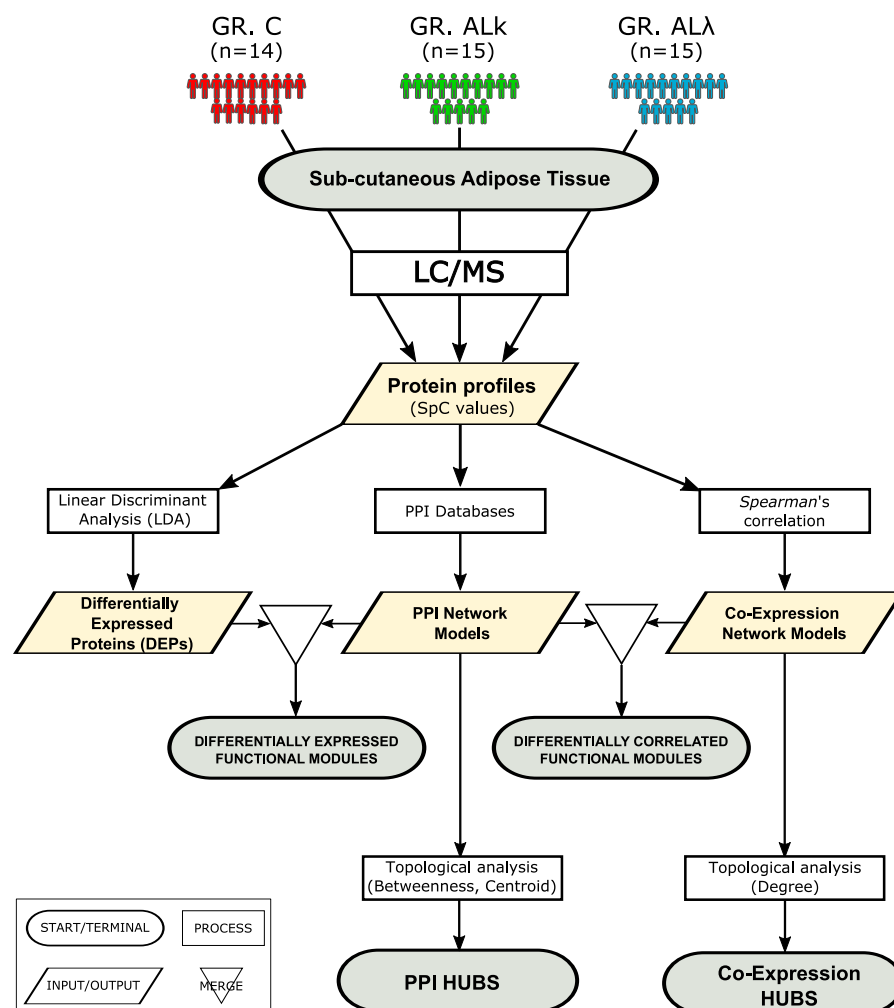 GR. C
(n=14)
GR. ALk
(n=15)
GR. ALλ
(n=15)
Sub-cutaneous Adipose Tissue
LC/MS
Protein profiles
(SpC values)
Linear Discriminant
Analysis (LDA)
PPI Databases
Spearman's
correlation
Differentially
Expressed
Proteins (DEPs)
PPI Network
Models
Co-Expression
Network Models
DIFFERENTIALLY EXPRESSED
FUNCTIONAL MODULES
DIFFERENTIALLY CORRELATED
FUNCTIONAL MODULES
Topological analysis
(Betweenness, Centroid)
Topological analysis
(Degree)
PPI HUBS
Co-Expression
HUBS
START/TERMINAL
PROCESS
INPUT/OUTPUT
MERGE